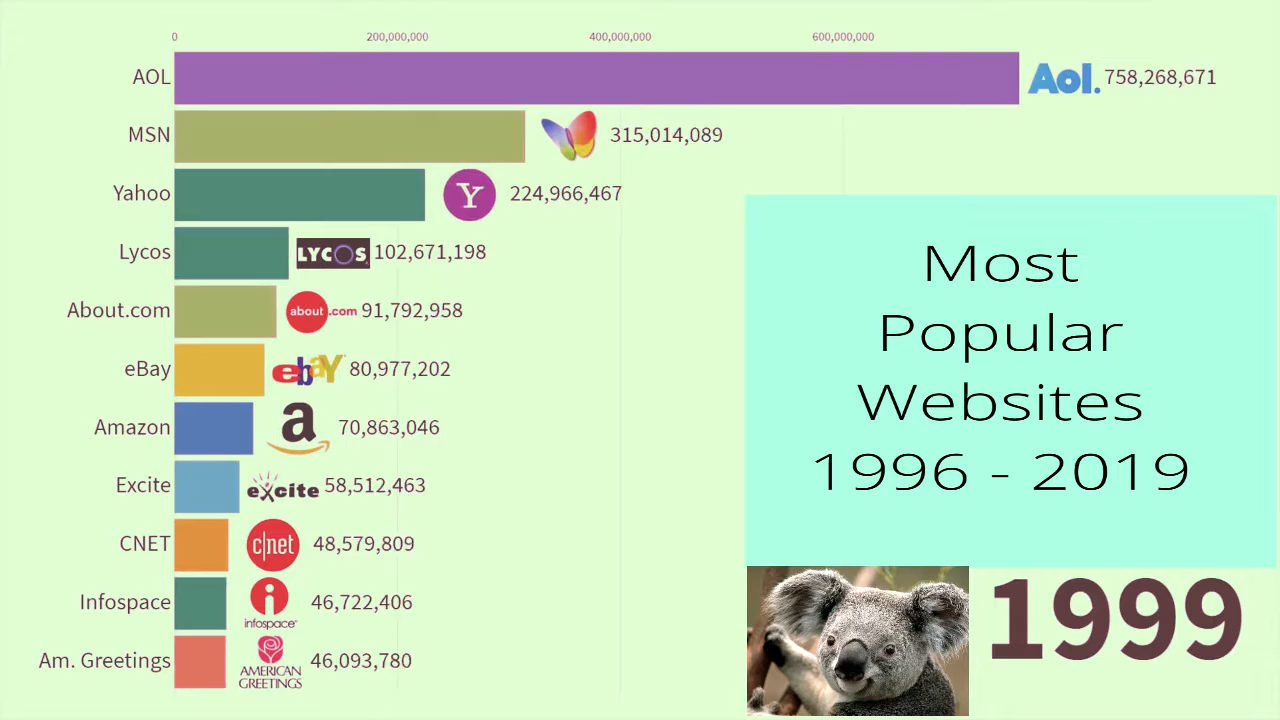 0 200,000,000 400,000,000 600,000,000
AOL Aol. 758,268,671
MSN 315,014,089
Yahoo Y 224,966,467
Lycos LYCOS 102,671,198
About.com about.com 91,792,958
eBay ebaY 80,977,202
Amazon a 70,863,046
Excite excite 58,512,463
CNET c|net 48,579,809
Infospace i infospace 46,722,406
Am. Greetings AMERICAN GREETINGS 46,093,780
Most
Popular
Websites
1996 - 2019
1999